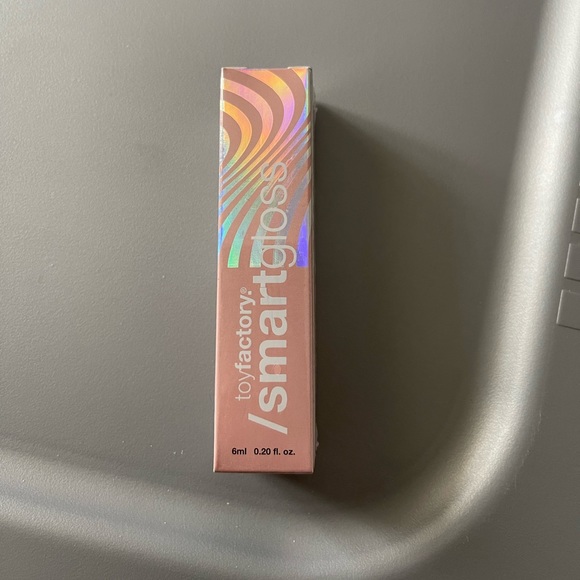 toyfactory.®
/smartgloss
6ml 0.20 fl. oz.